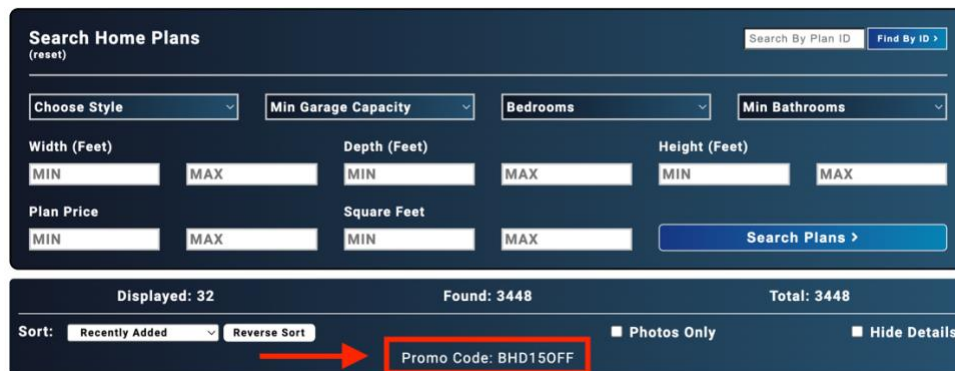 Search Home Plans
(reset)
Search By Plan ID
Find By ID >
Choose Style
Min Garage Capacity
Bedrooms
Min Bathrooms
Width (Feet)
Depth (Feet)
Height (Feet)
MIN
MAX
MIN
MAX
MIN
MAX
Plan Price
Square Feet
MIN
MAX
MIN
MAX
Search Plans >
Displayed: 32
Found: 3448
Total: 3448
Sort:
Recently Added
Reverse Sort
Photos Only
Hide Details
Promo Code: BHD15OFF